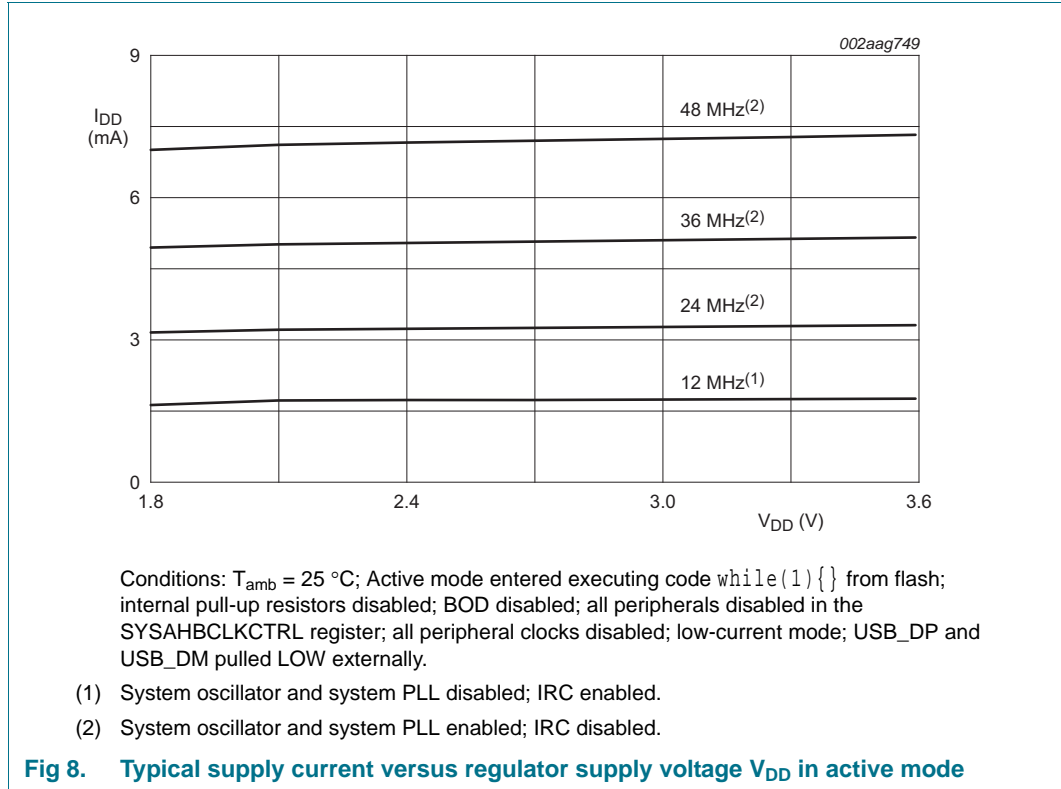 002aag749
9
I_DD
(mA)
48 MHz(2)
6
36 MHz(2)
24 MHz(2)
3
12 MHz(1)
0
1.8 2.4 3.0 3.6
V_DD (V)
Conditions: T_amb = 25 °C; Active mode entered executing code while(1){} from flash;
internal pull-up resistors disabled; BOD disabled; all peripherals disabled in the
SYSAHBCLKCTRL register; all peripheral clocks disabled; low-current mode; USB_DP and
USB_DM pulled LOW externally.
(1) System oscillator and system PLL disabled; IRC enabled.
(2) System oscillator and system PLL enabled; IRC disabled.
Fig 8. Typical supply current versus regulator supply voltage V_DD in active mode